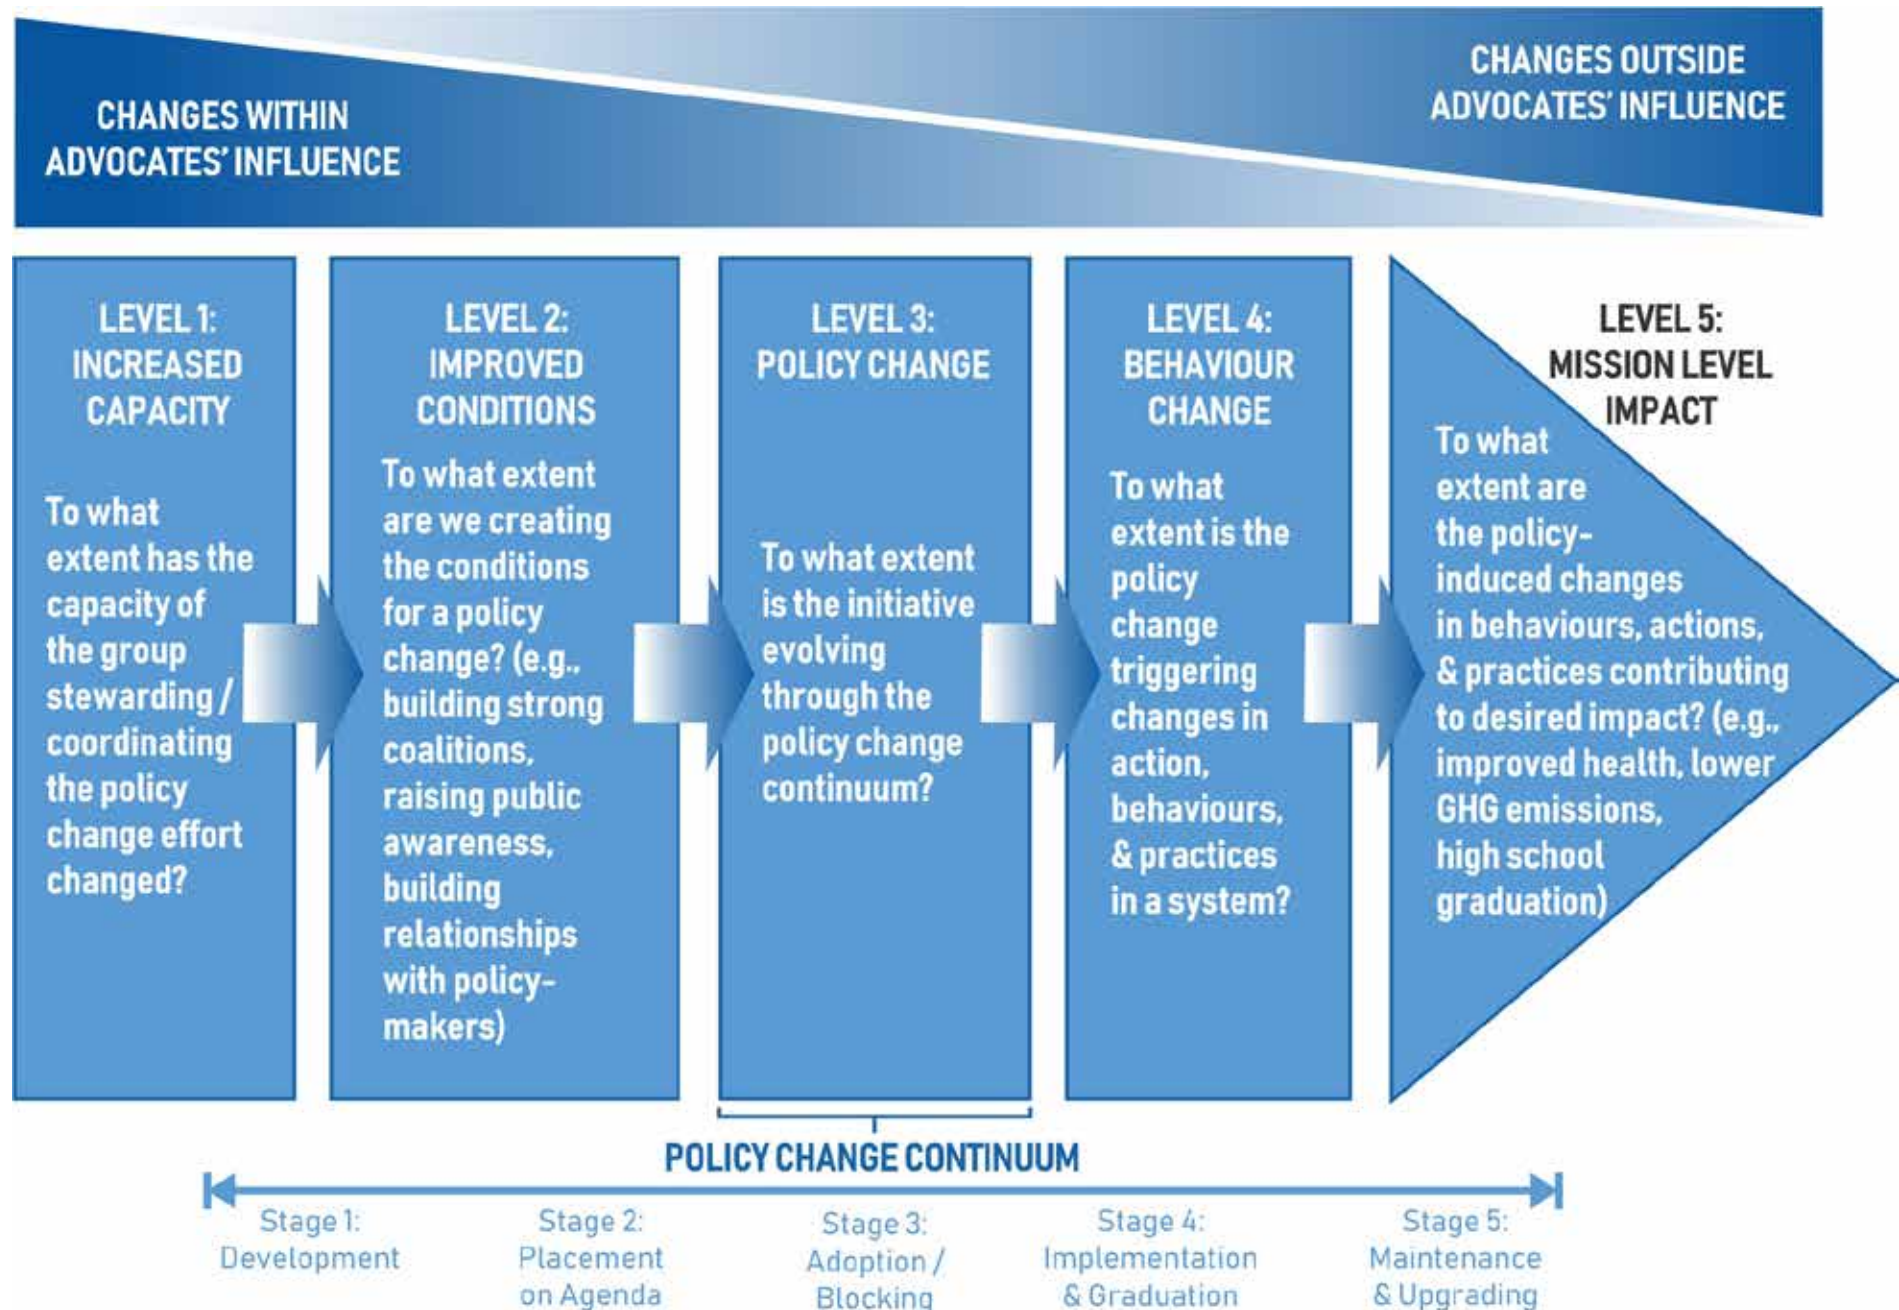 CHANGES WITHIN
ADVOCATES' INFLUENCE
CHANGES OUTSIDE
ADVOCATES' INFLUENCE
LEVEL 1:
INCREASED
CAPACITY
To what
extent has the
capacity of
the group
stewarding /
coordinating
the policy
change effort
changed?
LEVEL 2:
IMPROVED
CONDITIONS
To what extent
are we creating
the conditions
for a policy
change? (e.g.,
building strong
coalitions,
raising public
awareness,
building
relationships
with policy-
makers)
LEVEL 3:
POLICY CHANGE
To what extent
is the initiative
evolving
through the
policy change
continuum?
LEVEL 4:
BEHAVIOUR
CHANGE
To what
extent is the
policy
change
triggering
changes in
action,
behaviours,
& practices
in a system?
LEVEL 5:
MISSION LEVEL
IMPACT
To what
extent are
the policy-
induced changes
in behaviours, actions,
& practices contributing
to desired impact? (e.g.,
improved health, lower
GHG emissions,
high school
graduation)
POLICY CHANGE CONTINUUM
Stage 1:
Development
Stage 2:
Placement
on Agenda
Stage 3:
Adoption /
Blocking
Stage 4:
Implementation
& Graduation
Stage 5:
Maintenance
& Upgrading